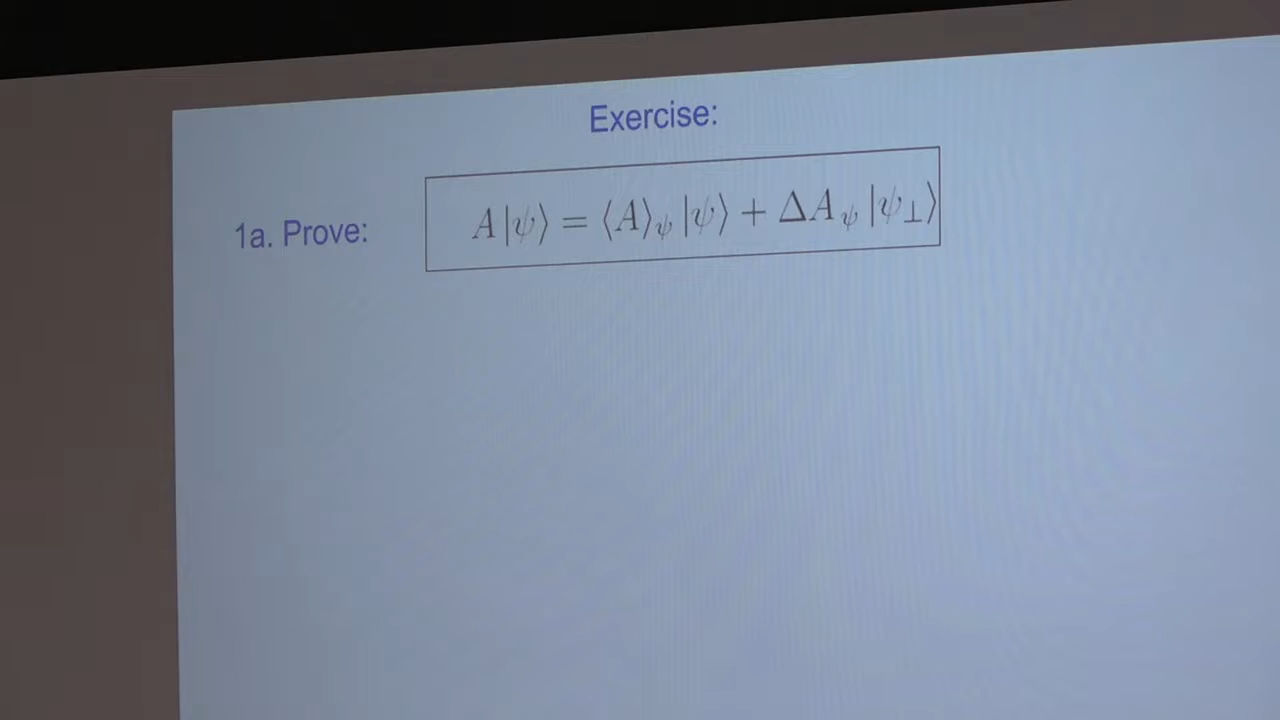 Exercise:
1a. Prove: A|ψ⟩ = ⟨A⟩_ψ |ψ⟩ + ΔA_ψ |ψ_⊥⟩